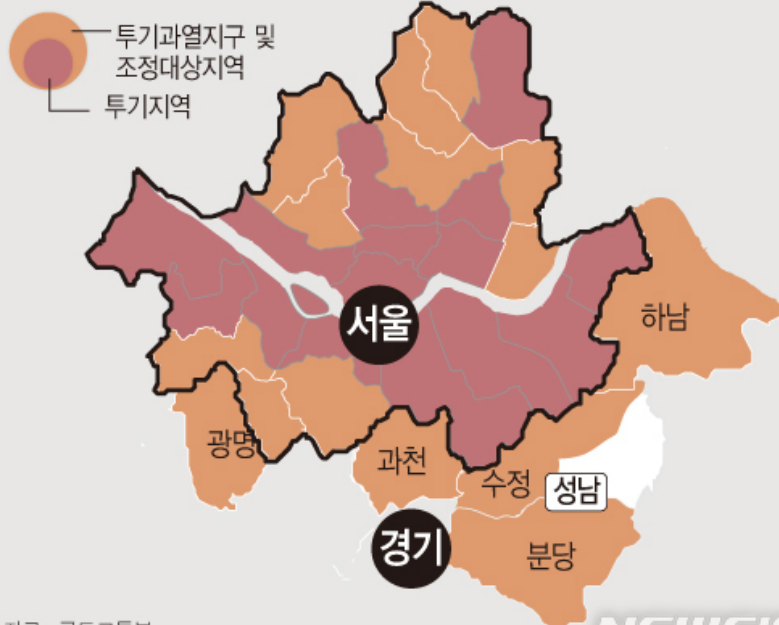 투기과열지구 및
조정대상지역
투기지역
서울
하남
광명
과천
수정
성남
경기
분당